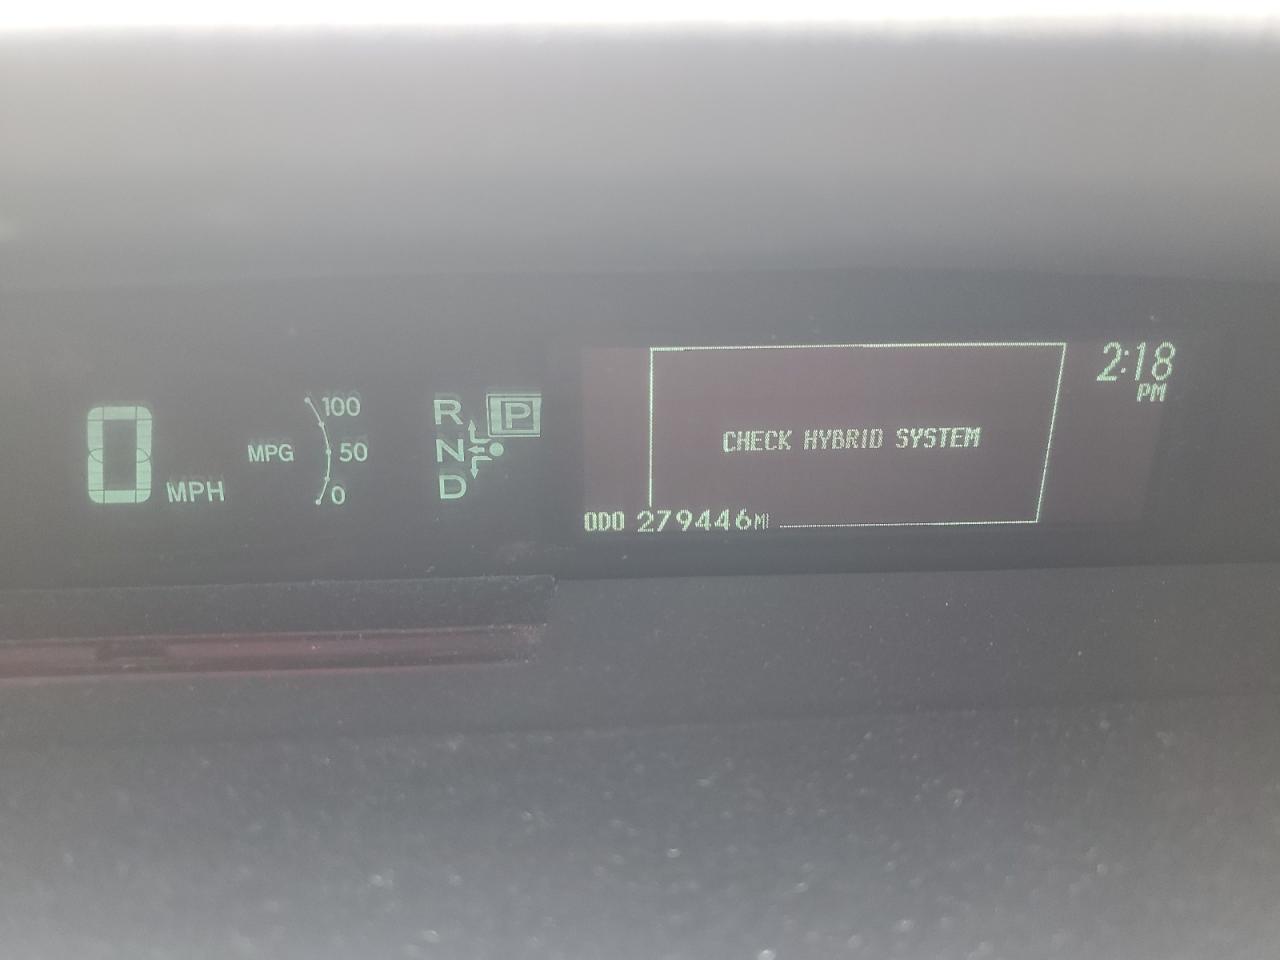 0 MPH
MPG
100
50
0
R
N
D
P
CHECK HYBRID SYSTEM
ODO 279446MI
2:18
PM